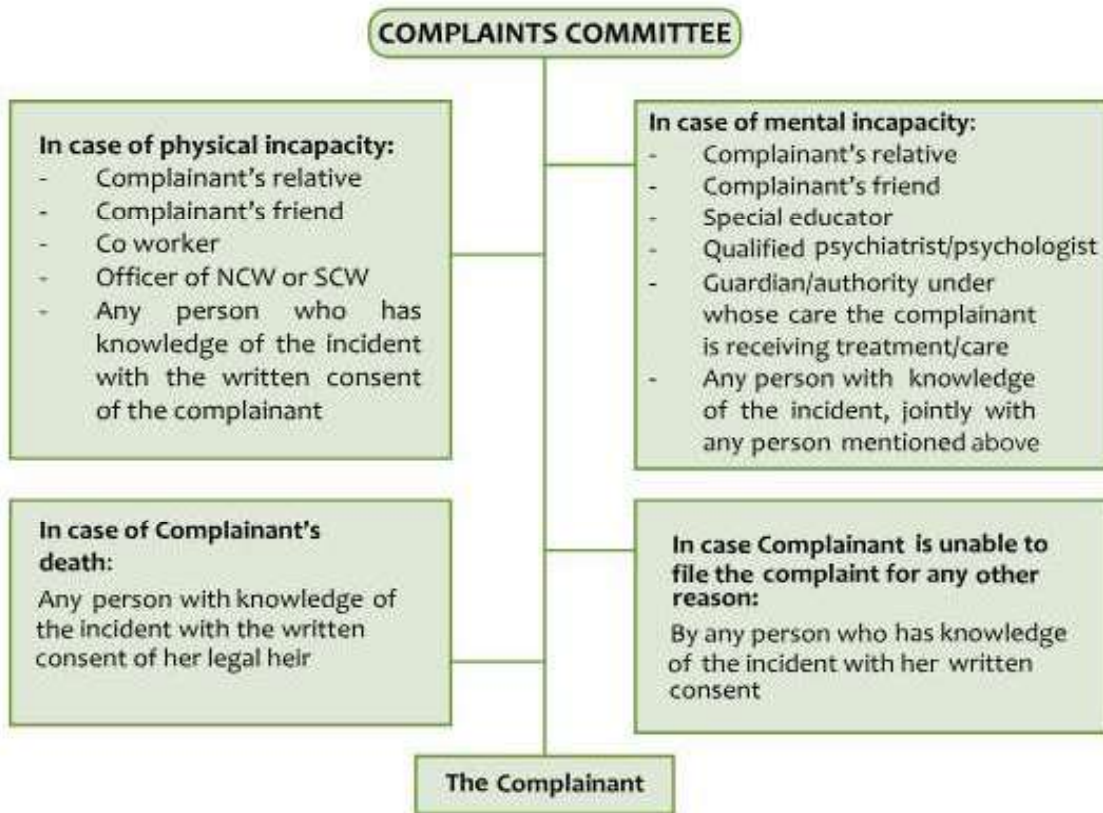 COMPLAINTS COMMITTEE
In case of physical incapacity:
- Complainant's relative
- Complainant's friend
- Co worker
- Officer of NCW or SCW
- Any person who has
knowledge of the incident
with the written consent
of the complainant
In case of mental incapacity:
- Complainant's relative
- Complainant's friend
- Special educator
- Qualified psychiatrist/psychologist
- Guardian/authority under
whose care the complainant
is receiving treatment/care
- Any person with knowledge
of the incident, jointly with
any person mentioned above
In case of Complainant's
death:
Any person with knowledge of
the incident with the written
consent of her legal heir
In case Complainant is unable to
file the complaint for any other
reason:
By any person who has knowledge
of the incident with her written
consent
The Complainant